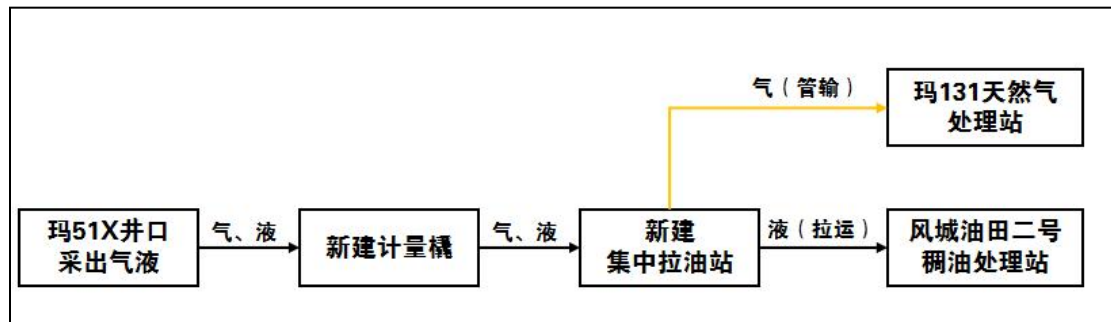 气（管输）
玛131天然气
处理站
玛51X井口
采出气液
气、液
新建计量橇
气、液
新建
集中拉油站
液（拉运）
风城油田二号
稠油处理站